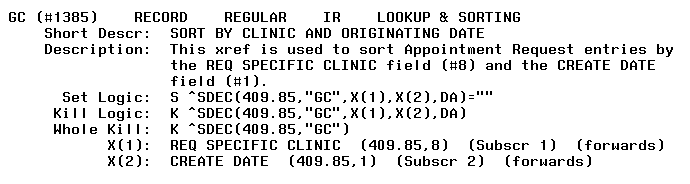 GC (#1385)    RECORD    REGULAR    IR    LOOKUP & SORTING
Short Descr:  SORT BY CLINIC AND ORIGINATING DATE
Description:  This xref is used to sort Appointment Request entries by
the REQ SPECIFIC CLINIC field (#8) and the CREATE DATE
field (#1).
Set Logic:  S ^SDEC(409.85,"GC",X(1),X(2),DA)=""
Kill Logic:  K ^SDEC(409.85,"GC",X(1),X(2),DA)
Whole Kill:  K ^SDEC(409.85,"GC")
X(1):  REQ SPECIFIC CLINIC  (409.85,8)  (Subscr 1)  (forwards)
X(2):  CREATE DATE  (409.85,1)  (Subscr 2)  (forwards)